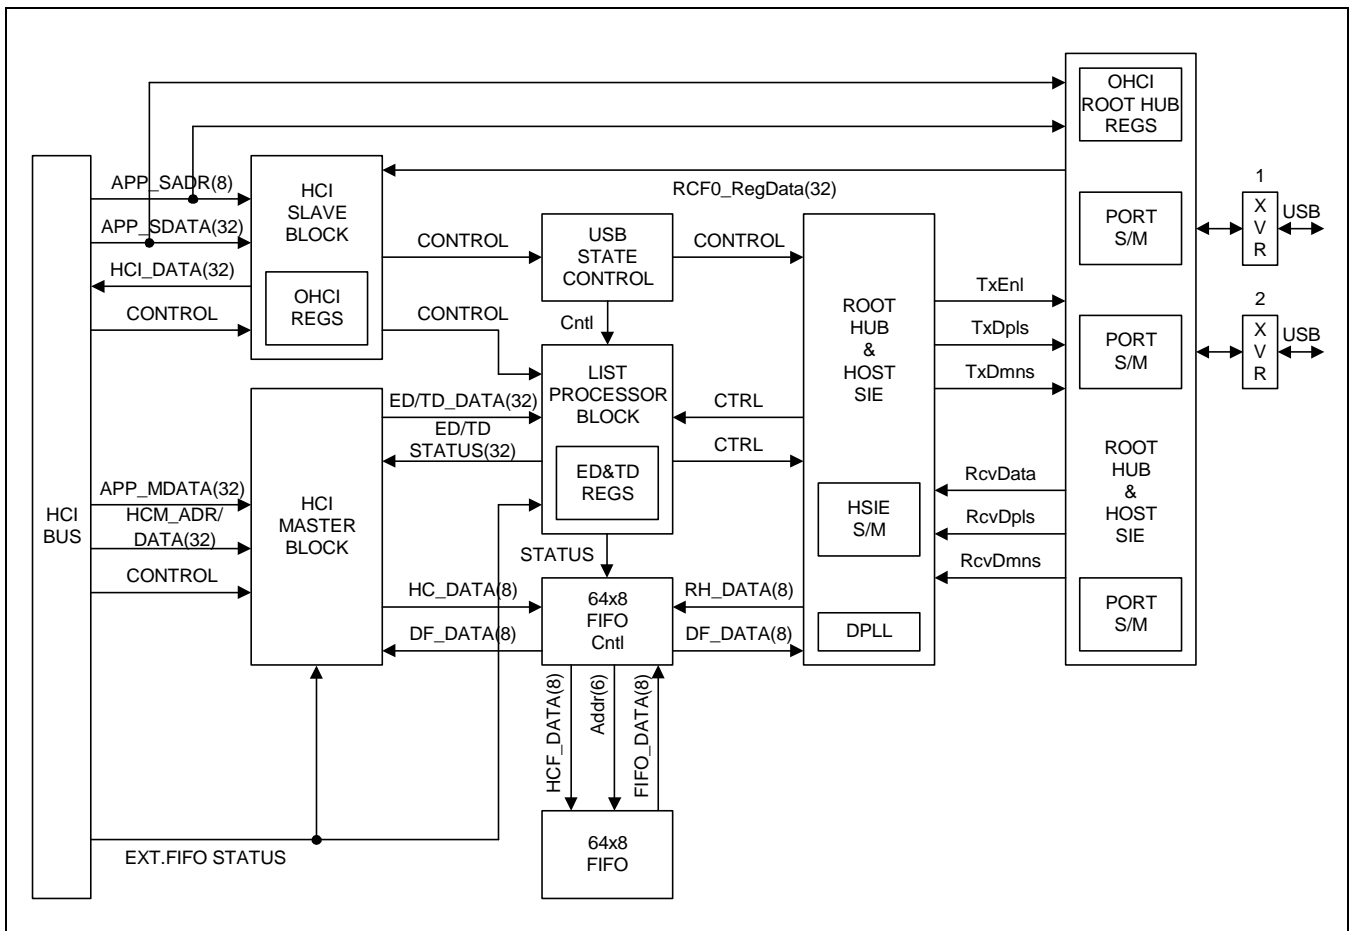 OHCI
ROOT HUB
REGS
APP_SADR(8)
APP_SDATA(32)
HCI_DATA(32)
CONTROL
HCI
SLAVE
BLOCK
OHCI
REGS
RCF0_RegData(32)
CONTROL
CONTROL
USB
STATE
CONTROL
CONTROL
Cntl
PORT
S/M
1
X
V
R
USB
PORT
S/M
2
X
V
R
USB
ROOT
HUB
&
HOST
SIE
TxEnl
TxDpls
TxDmns
LIST
PROCESSOR
BLOCK
ED&TD
REGS
ED/TD_DATA(32)
ED/TD
STATUS(32)
CTRL
CTRL
HCI
BUS
APP_MDATA(32)
HCM_ADR/
DATA(32)
CONTROL
HCI
MASTER
BLOCK
HSIE
S/M
DPLL
RcvData
RcvDpls
RcvDmns
ROOT
HUB
&
HOST
SIE
PORT
S/M
STATUS
HC_DATA(8)
DF_DATA(8)
64x8
FIFO
Cntl
RH_DATA(8)
DF_DATA(8)
HCF_DATA(8)
Addr(6)
FIFO_DATA(8)
64x8
FIFO
EXT.FIFO STATUS